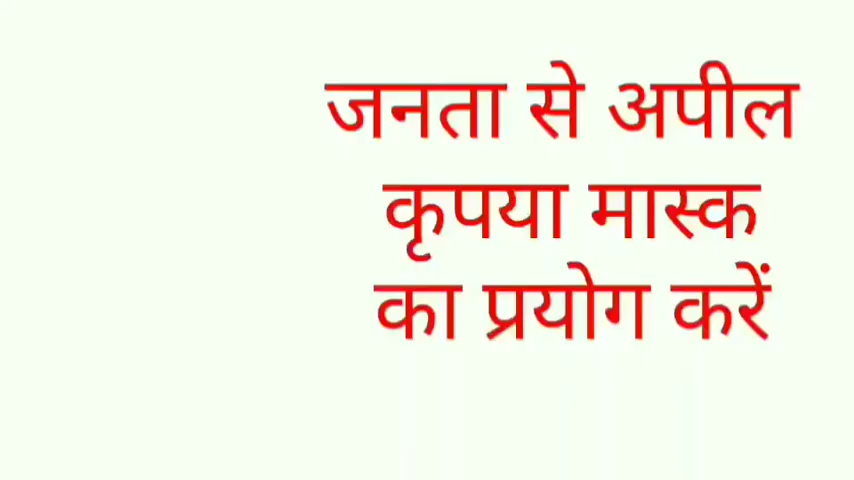 जनता से अपील
कृपया मास्क
का प्रयोग करें